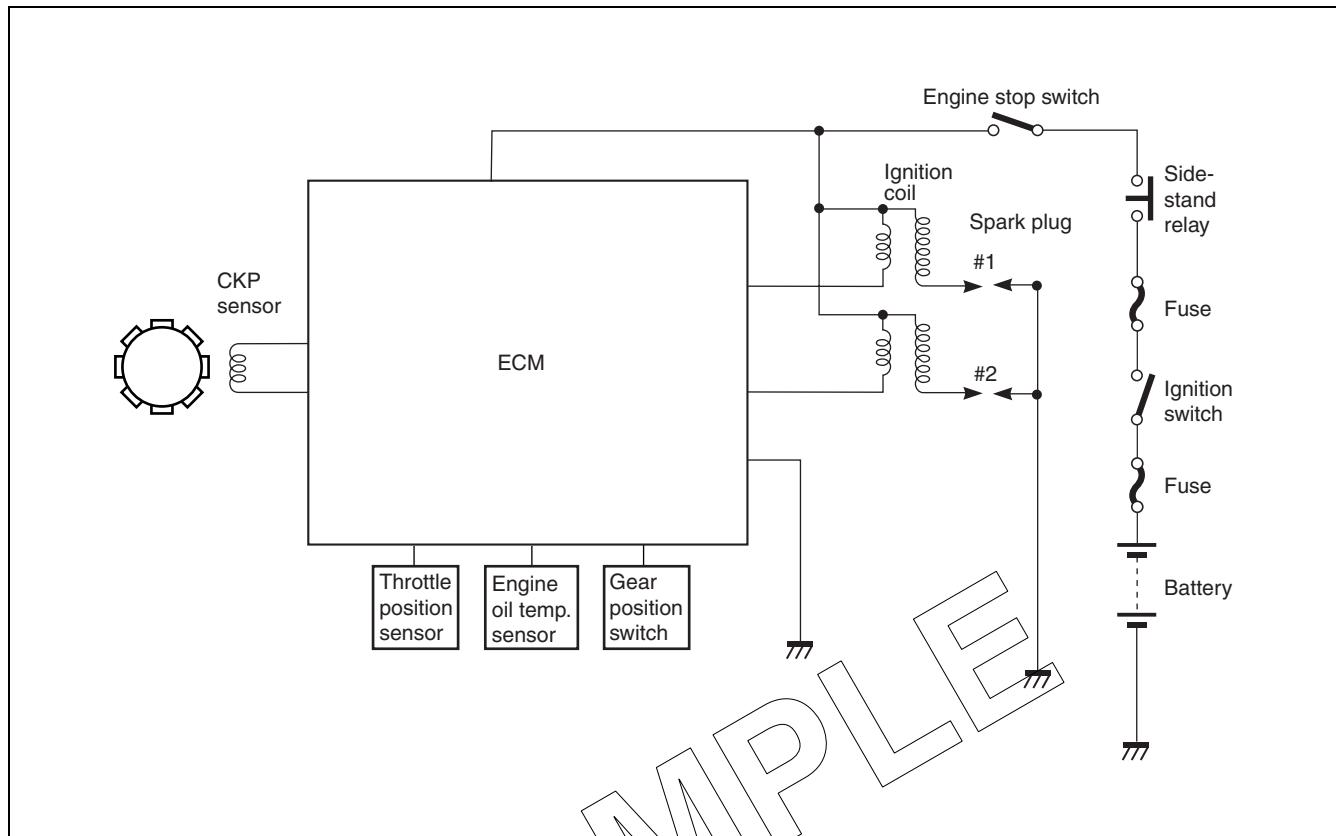 Engine stop switch
Ignition
coil
Side-
stand
relay
Spark plug
#1
CKP
sensor
Fuse
ECM
#2
Ignition
switch
Fuse
Throttle
position
sensor
Engine
oil temp.
sensor
Gear
position
switch
Battery
MPLE